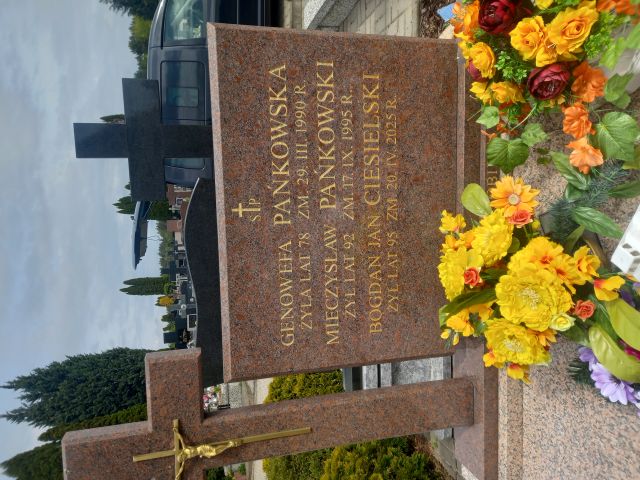 Ś†P
GENOWEFA PAŃKOWSKA
ŻYŁA LAT 78 ZM. 29. III. 1990 R.
MIECZYSŁAW PAŃKOWSKI
ŻYŁ LAT 92 ZM. 17. IX. 1995 R.
BOGDAN JAN CIESIELSKI
ŻYŁ LAT 95 ZM. 20 IV. 2025 R.